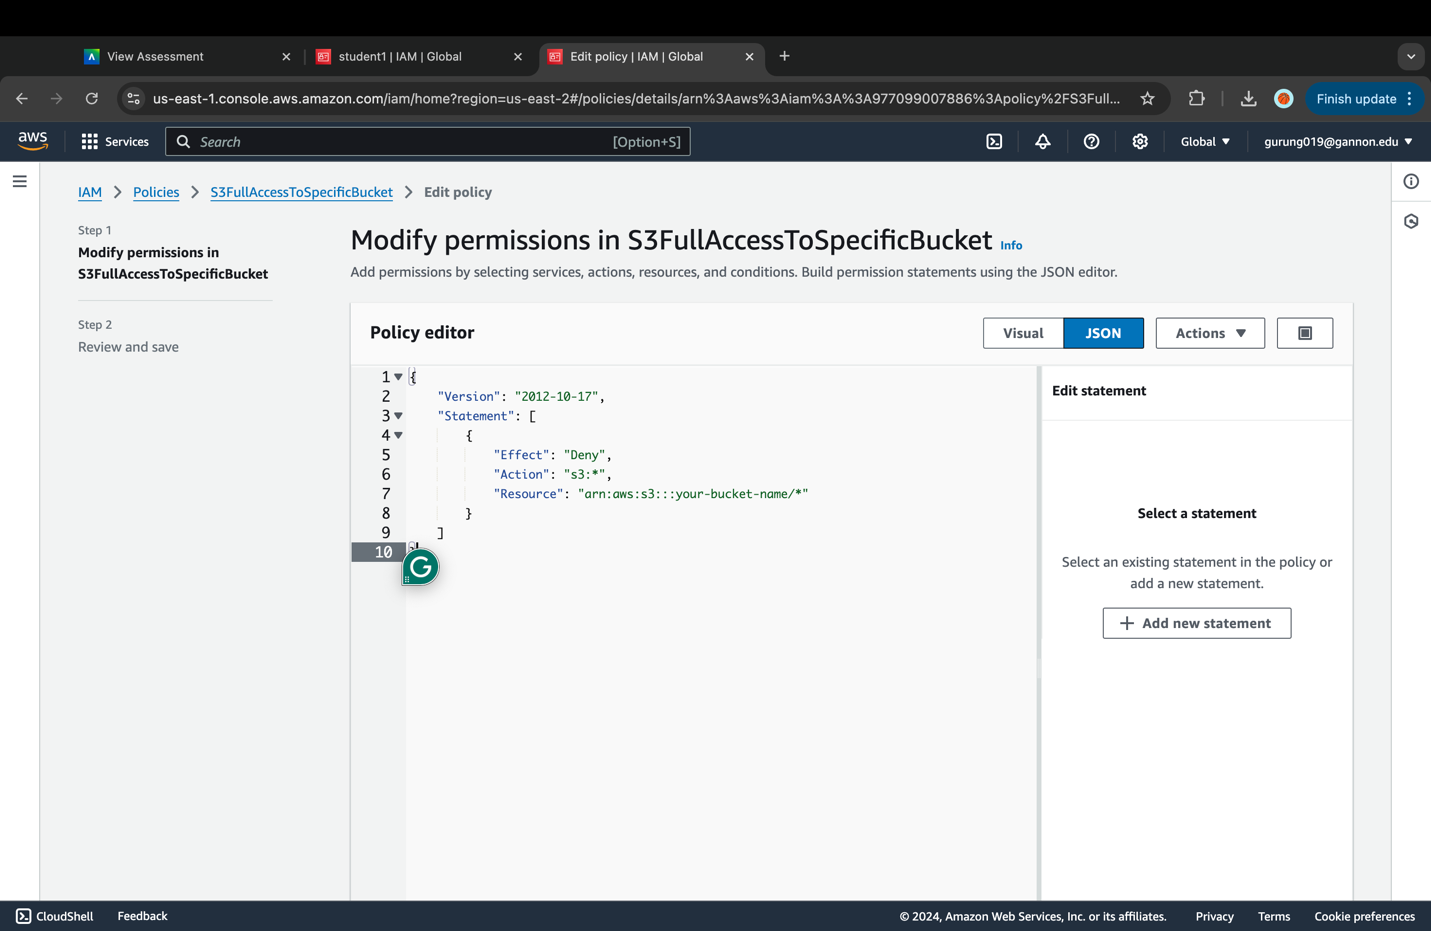 View Assessment
student1 | IAM | Global
Edit policy | IAM | Global
us-east-1.console.aws.amazon.com/iam/home?region=us-east-2#/policies/details/arn%3Aaws%3Aiam%3A%3A977099007886%3Apolicy%2FS3Full...
Finish update
aws
Services
Search
[Option+S]
Global
gurung019@gannon.edu
IAM > Policies > S3FullAccessToSpecificBucket > Edit policy
Step 1
Modify permissions in
S3FullAccessToSpecificBucket
Step 2
Review and save
Modify permissions in S3FullAccessToSpecificBucket Info
Add permissions by selecting services, actions, resources, and conditions. Build permission statements using the JSON editor.
Policy editor
Visual
JSON
Actions
1 {
2 "Version": "2012-10-17",
3 "Statement": [
4 {
5 "Effect": "Deny",
6 "Action": "s3:*",
7 "Resource": "arn:aws:s3:::your-bucket-name/*"
8 }
9 ]
10
G
Edit statement
Select a statement
Select an existing statement in the policy or
add a new statement.
+ Add new statement
CloudShell
Feedback
© 2024, Amazon Web Services, Inc. or its affiliates.
Privacy
Terms
Cookie preferences